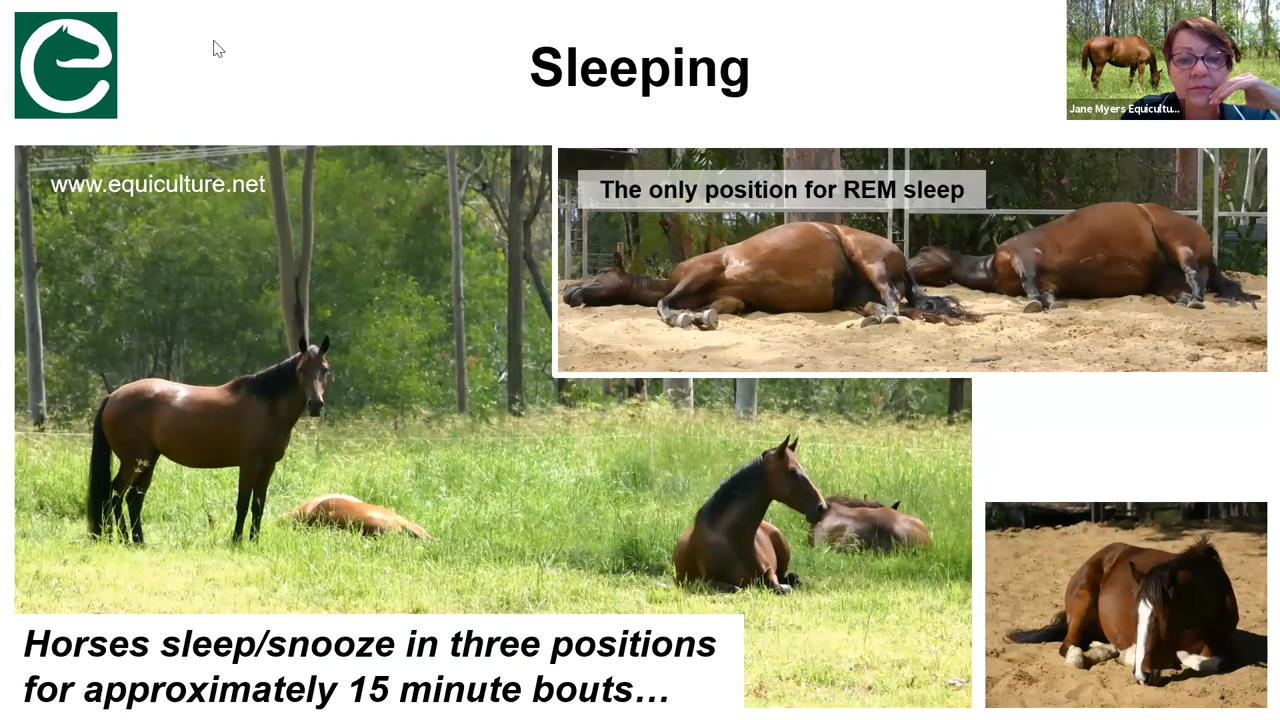 Sleeping
Jane Myers Equicultu...
www.equiculture.net
The only position for REM sleep
Horses sleep/snooze in three positions
for approximately 15 minute bouts…